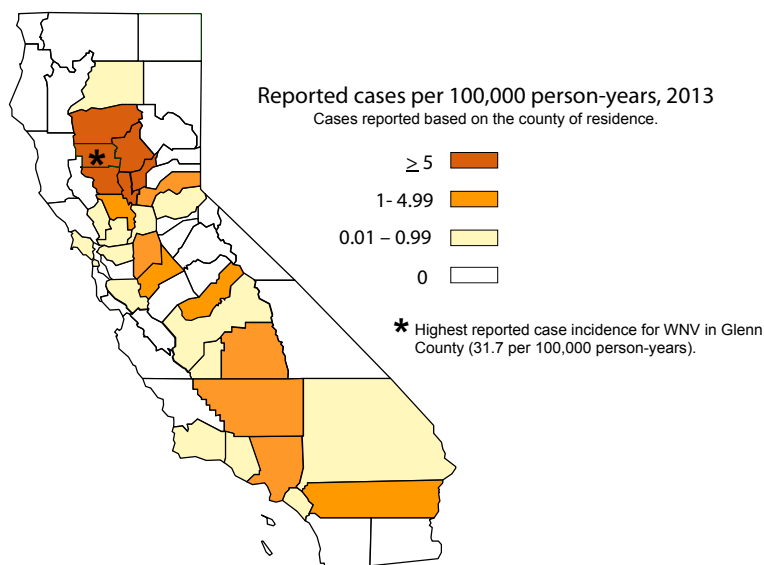 Reported cases per 100,000 person-years, 2013
Cases reported based on the county of residence.
≥ 5
1- 4.99
0.01 – 0.99
0
* Highest reported case incidence for WNV in Glenn
County (31.7 per 100,000 person-years).
*